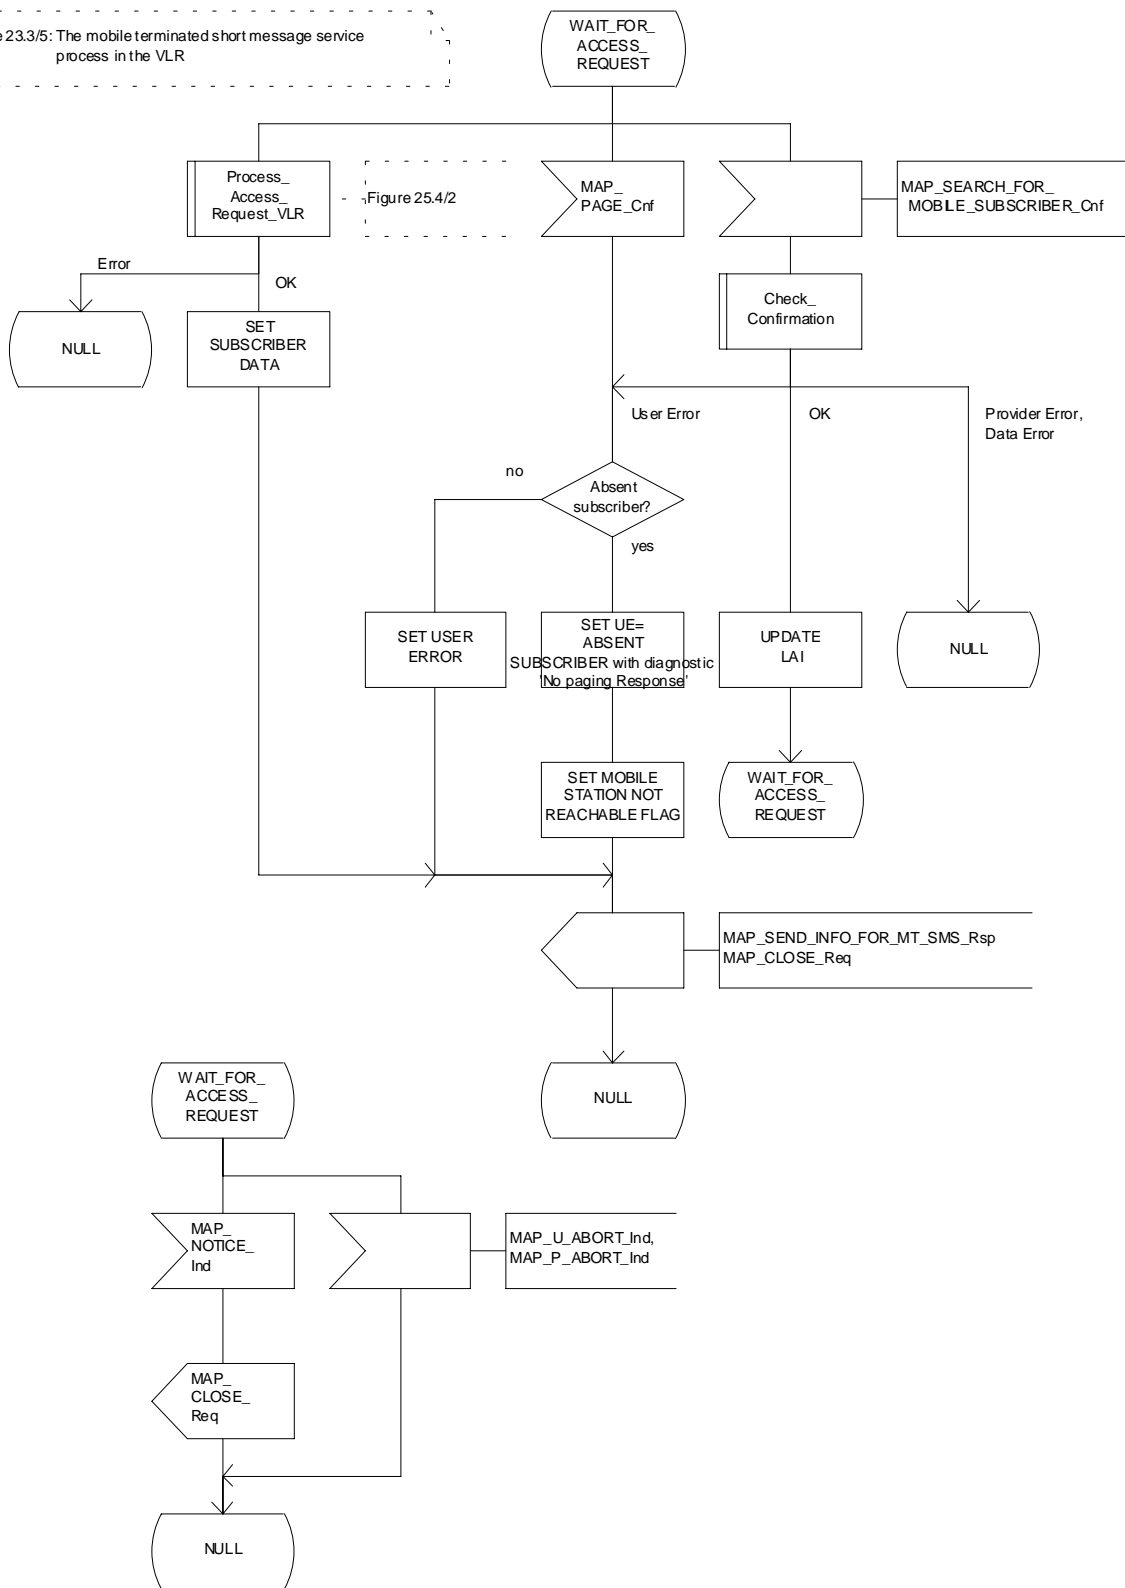 e 23.3/5: The mobile terminated short message service
process in the VLR
WAIT_FOR_
ACCESS_
REQUEST
Process_
Access_
Request_VLR
Figure 25.4/2
MAP_
PAGE_Cnf
MAP_SEARCH_FOR_
MOBILE_SUBSCRIBER_Cnf
Error
OK
Check_
Confirmation
NULL
SET
SUBSCRIBER
DATA
User Error
OK
Provider Error,
Data Error
no
Absent
subscriber?
yes
SET USER
ERROR
SET UE=
ABSENT
SUBSCRIBER with diagnostic
'No paging Response'
UPDATE
LAI
NULL
SET MOBILE
STATION NOT
REACHABLE FLAG
WAIT_FOR_
ACCESS_
REQUEST
MAP_SEND_INFO_FOR_MT_SMS_Rsp
MAP_CLOSE_Req
NULL
WAIT_FOR_
ACCESS_
REQUEST
MAP_
NOTICE_
Ind
MAP_U_ABORT_Ind,
MAP_P_ABORT_Ind
MAP_
CLOSE_
Req
NULL